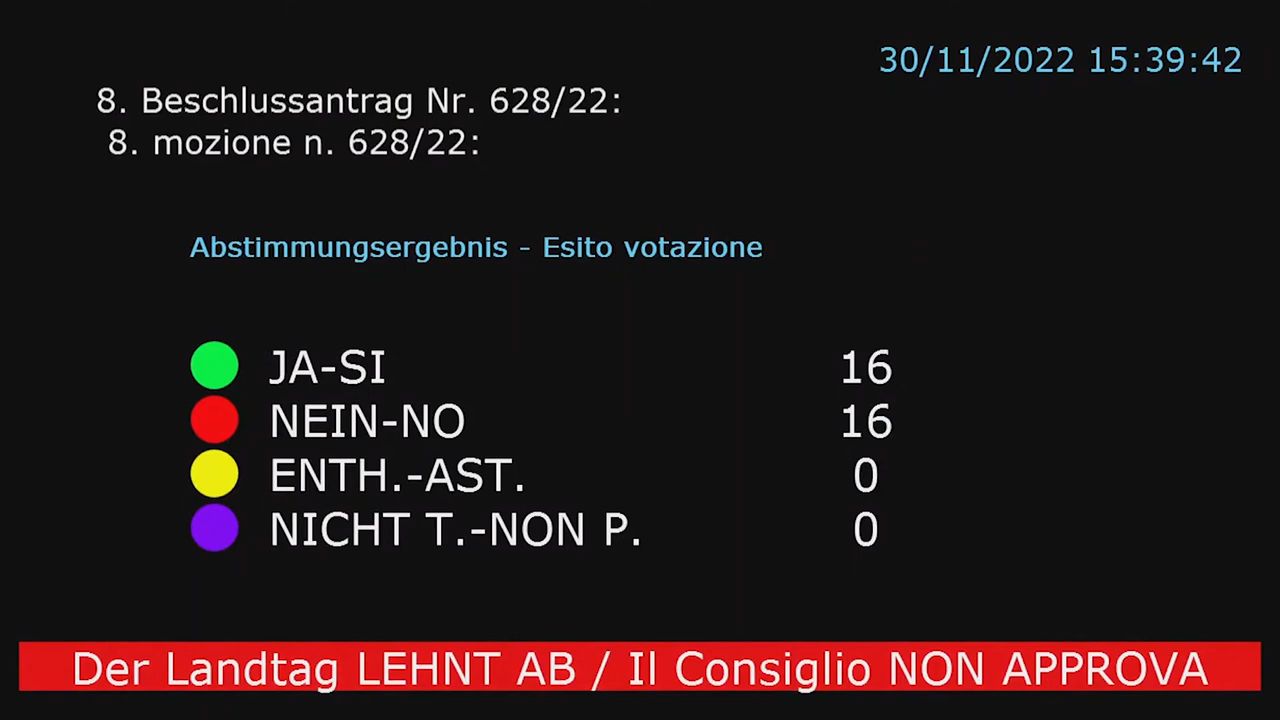 30/11/2022 15:39:42
8. Beschlussantrag Nr. 628/22:
8. mozione n. 628/22:
Abstimmungsergebnis - Esito votazione
JA-SI 16
NEIN-NO 16
ENTH.-AST. 0
NICHT T.-NON P. 0
Der Landtag LEHNT AB / Il Consiglio NON APPROVA